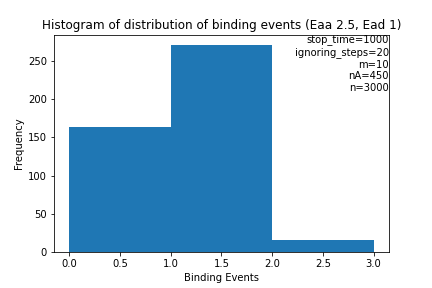 Histogram of distribution of binding events (Eaa 2.5, Ead 1)
stop_time=1000
ignoring_steps=20
m=10
nA=450
n=3000
250
200
150
100
50
0
Frequency
0.0 0.5 1.0 1.5 2.0 2.5 3.0
Binding Events